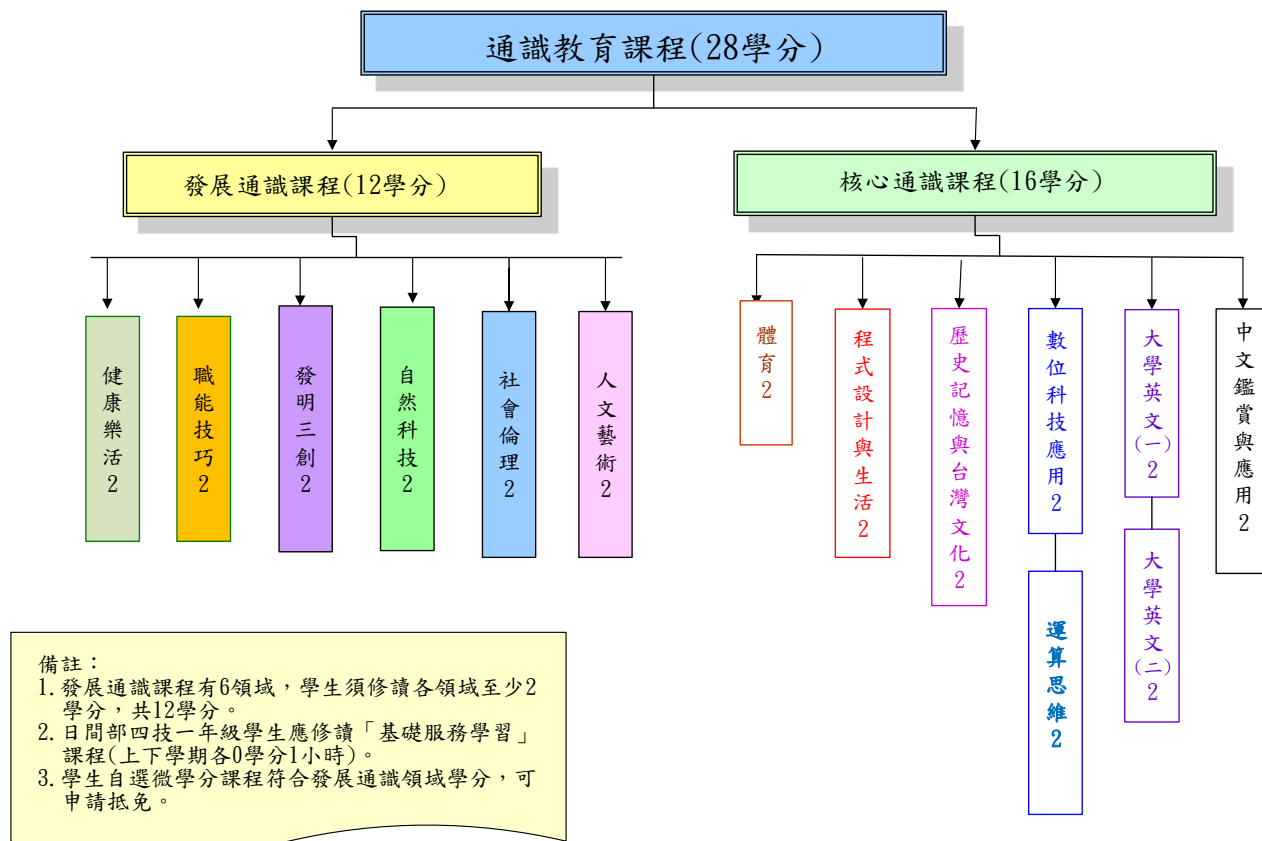 通識教育課程(28學分)
發展通識課程(12學分)
核心通識課程(16學分)
健康樂活2
職能技巧2
發明三創2
自然科技2
社會倫理2
人文藝術2
體育2
程式設計與生活2
歷史記憶與台灣文化2
數位科技應用2
運算思維2
大學英文(一)2
大學英文(二)2
中文鑑賞與應用2
備註：
1.發展通識課程有6領域，學生須修讀各領域至少2
學分，共12學分。
2.日間部四技一年級學生應修讀「基礎服務學習」
課程(上下學期各0學分1小時)。
3.學生自選微學分課程符合發展通識領域學分，可
申請抵免。